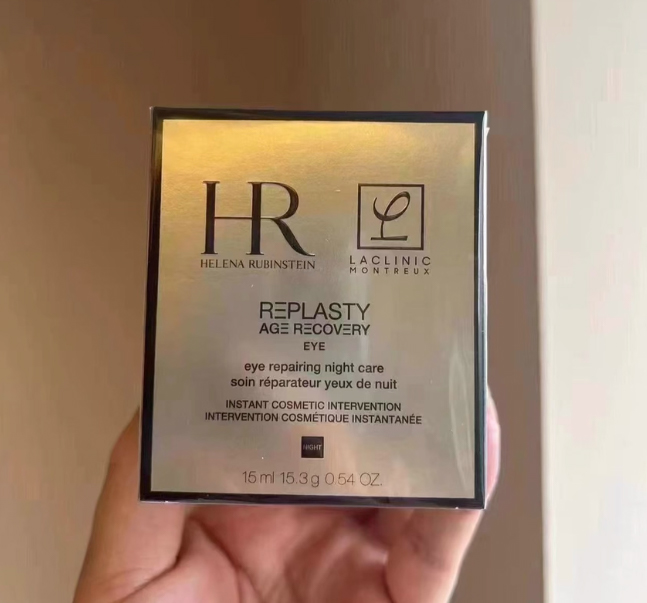 HR
HELENA RUBINSTEIN
LACLINIC
MONTREUX
REPLASTY
AGE RECOVERY
EYE
eye repairing night care
soin réparateur yeux de nuit
INSTANT COSMETIC INTERVENTION
INTERVENTION COSMÉTIQUE INSTANTANÉE
NIGHT
15 ml 15.3 g 0.54 OZ.